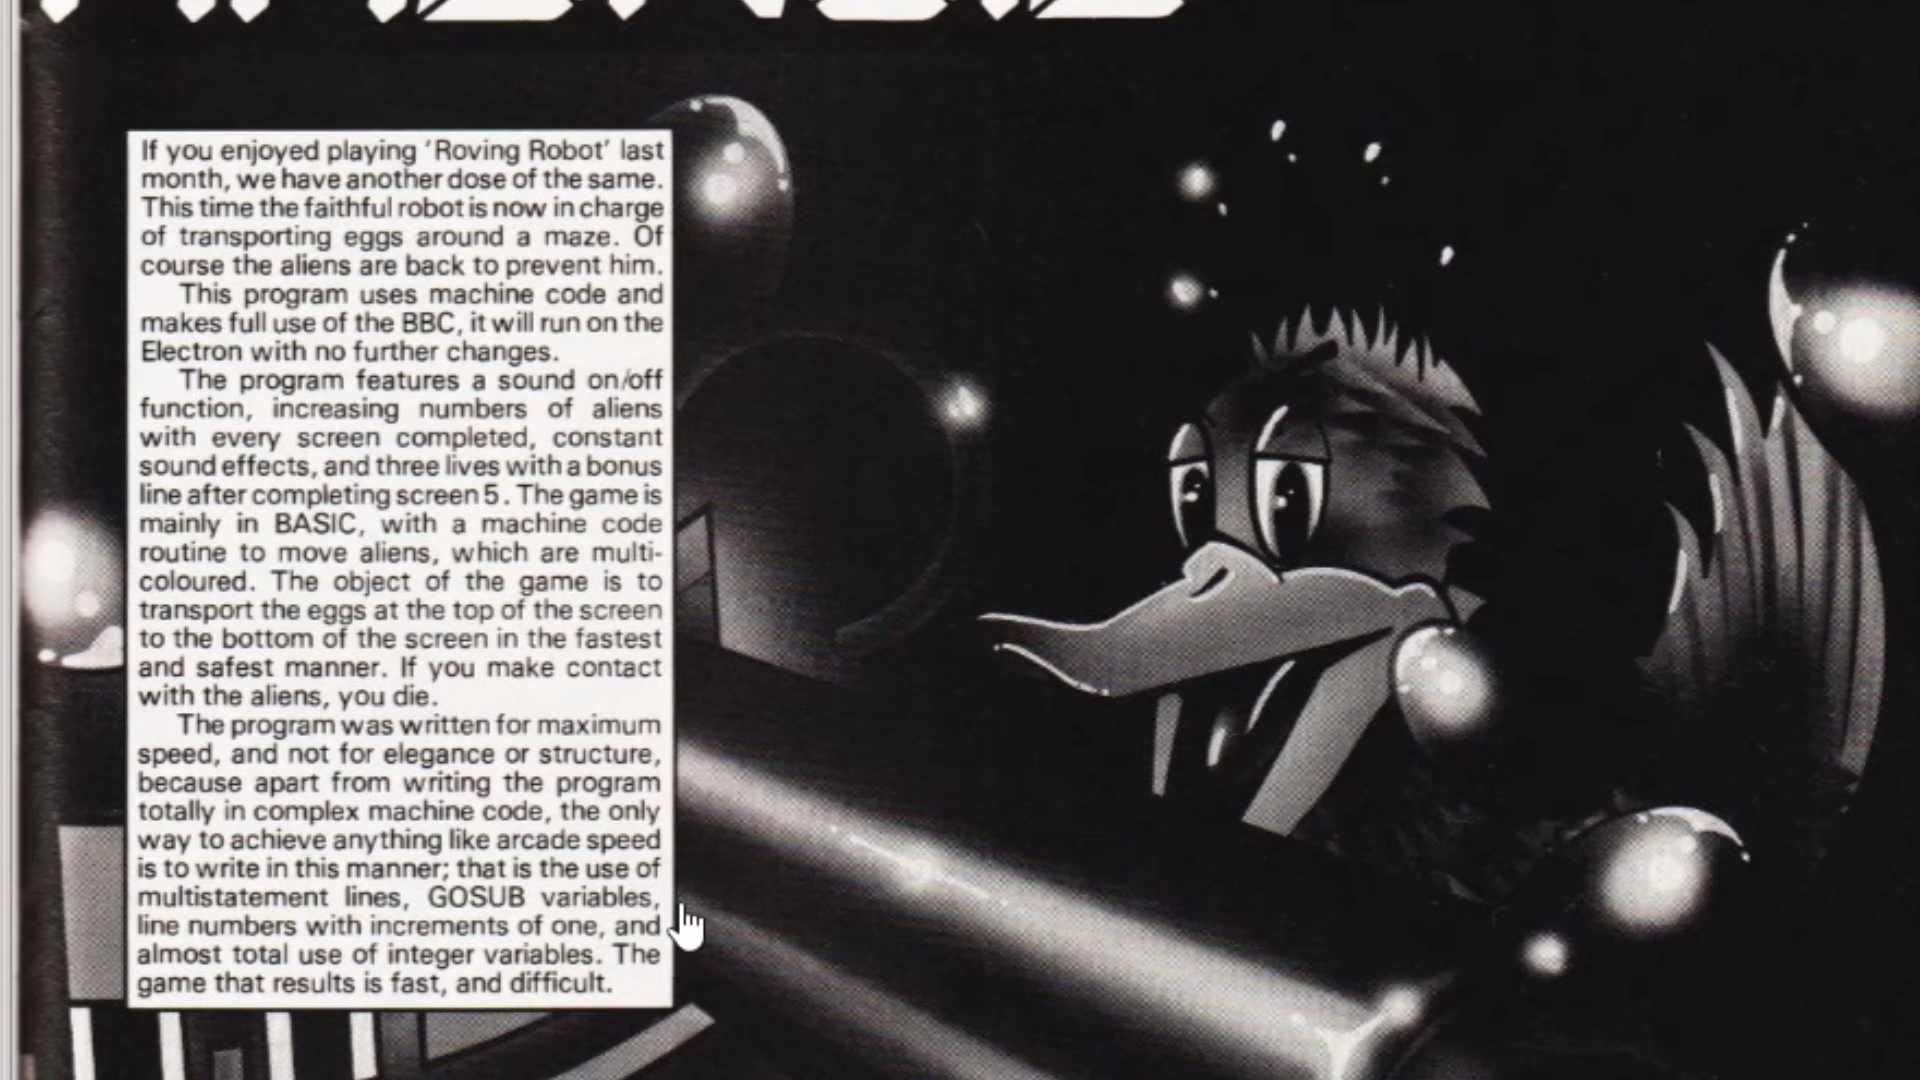 If you enjoyed playing ‘Roving Robot’ last
month, we have another dose of the same.
This time the faithful robot is now in charge
of transporting eggs around a maze. Of
course the aliens are back to prevent him.
This program uses machine code and
makes full use of the BBC, it will run on the
Electron with no further changes.
The program features a sound on/off
function, increasing numbers of aliens
with every screen completed, constant
sound effects, and three lives with a bonus
line after completing screen 5. The game is
mainly in BASIC, with a machine code
routine to move aliens, which are multi-
coloured. The object of the game is to
transport the eggs at the top of the screen
to the bottom of the screen in the fastest
and safest manner. If you make contact
with the aliens, you die.
The program was written for maximum
speed, and not for elegance or structure,
because apart from writing the program
totally in complex machine code, the only
way to achieve anything like arcade speed
is to write in this manner; that is the use of
multistatement lines, GOSUB variables,
line numbers with increments of one, and
almost total use of integer variables. The
game that results is fast, and difficult.